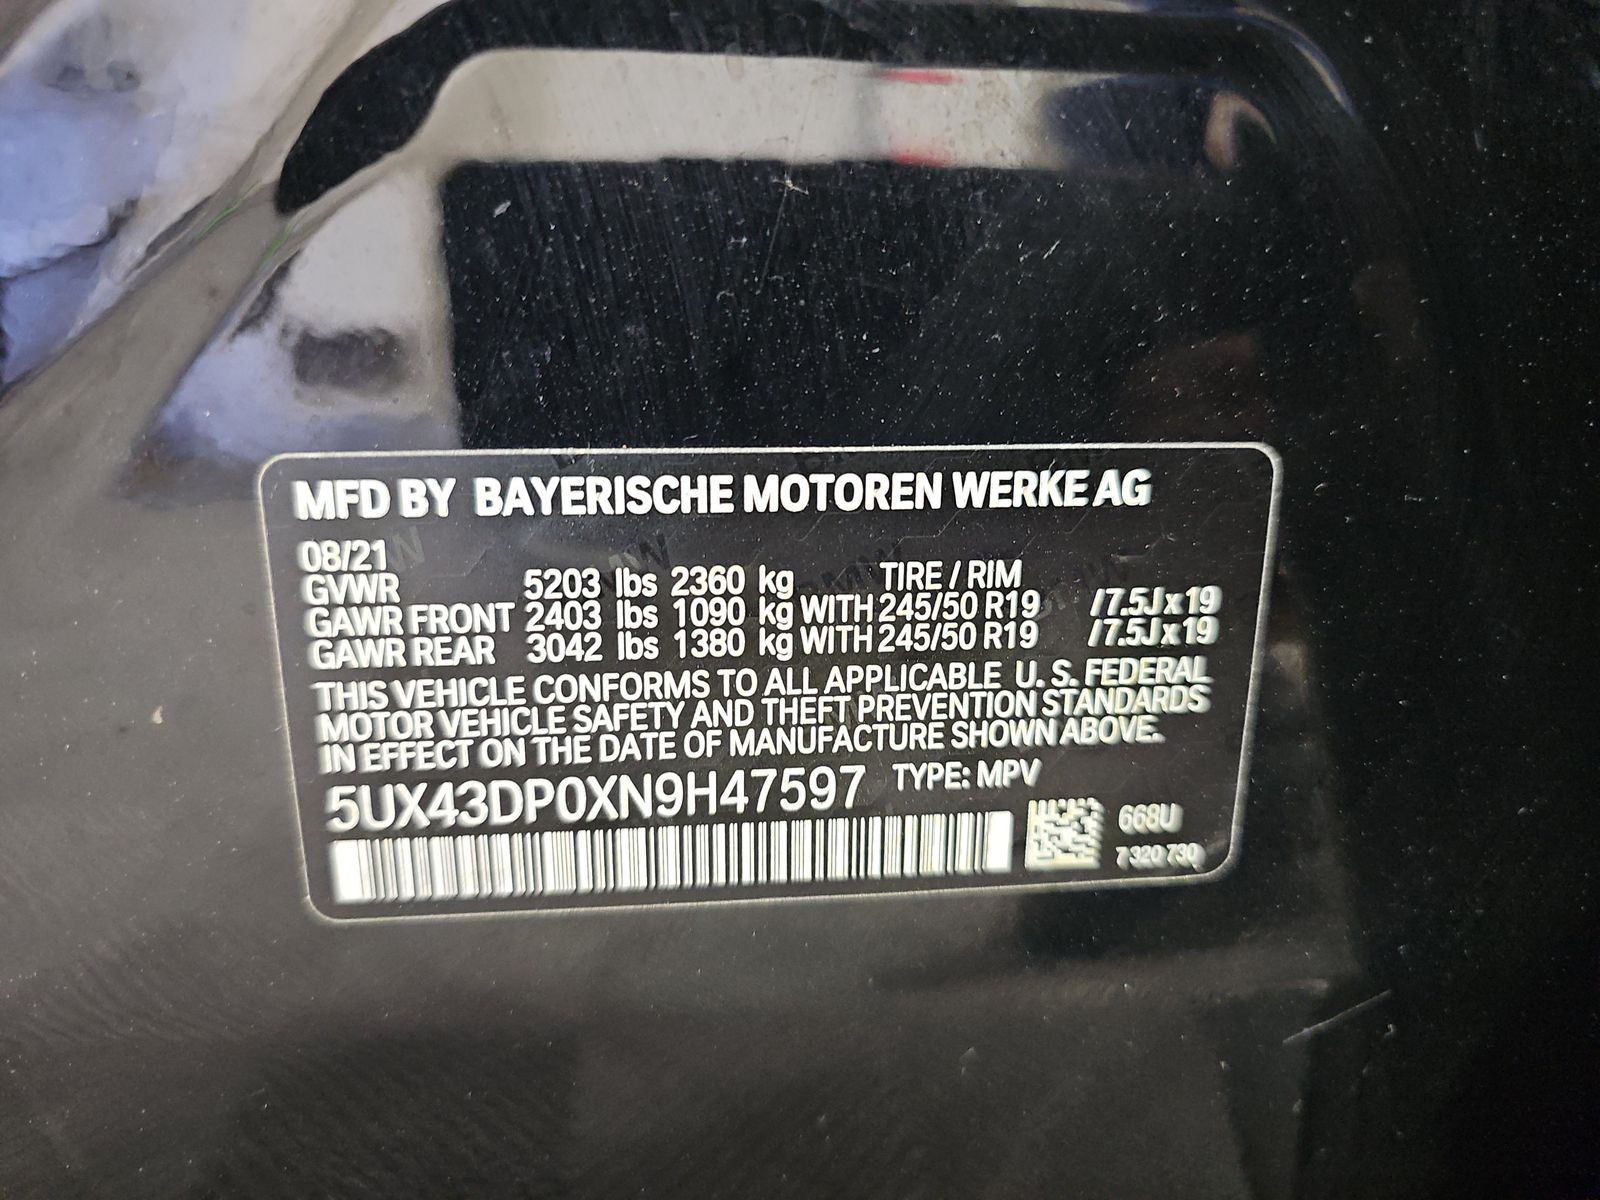 MFD BY BAYERISCHE MOTOREN WERKE AG
08/21
GVWR 5203 lbs 2360 kg TIRE / RIM
GAWR FRONT 2403 lbs 1090 kg WITH 245/50 R19 /7.5J x 19
GAWR REAR 3042 lbs 1380 kg WITH 245/50 R19 /7.5J x 19
THIS VEHICLE CONFORMS TO ALL APPLICABLE U. S. FEDERAL
MOTOR VEHICLE SAFETY AND THEFT PREVENTION STANDARDS
IN EFFECT ON THE DATE OF MANUFACTURE SHOWN ABOVE.
5UX43DP0XN9H47597 TYPE: MPV
668U
7 320 730